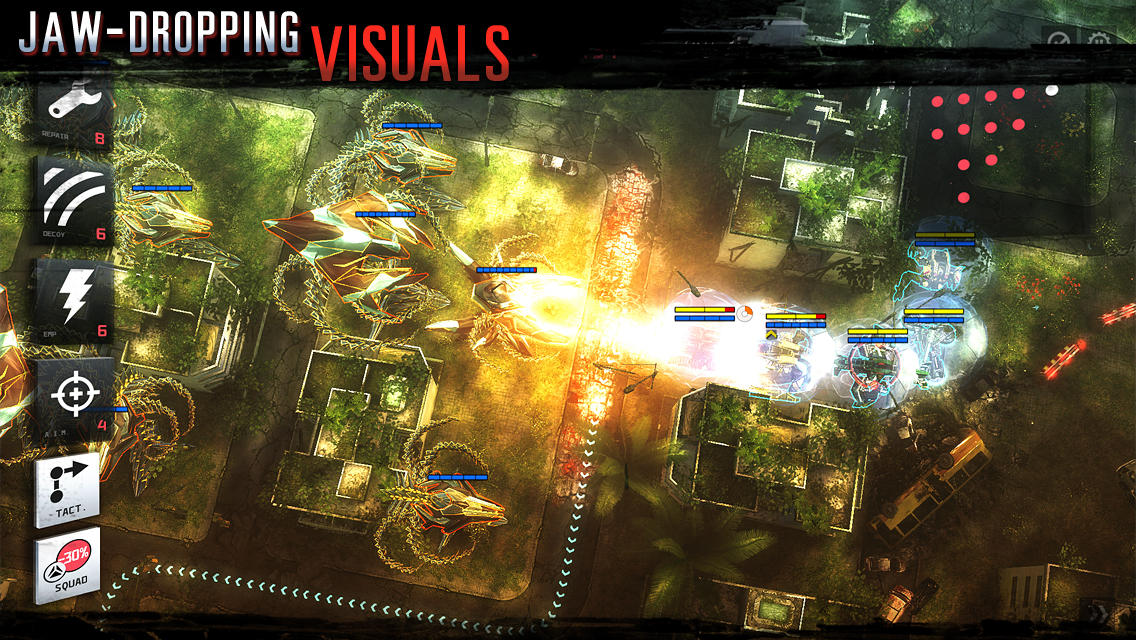 JAW-DROPPING
VISUALS
REPAIR
8
DECOY
6
EMP
6
A.I.M.
4
TACT.
-30%
SQUAD